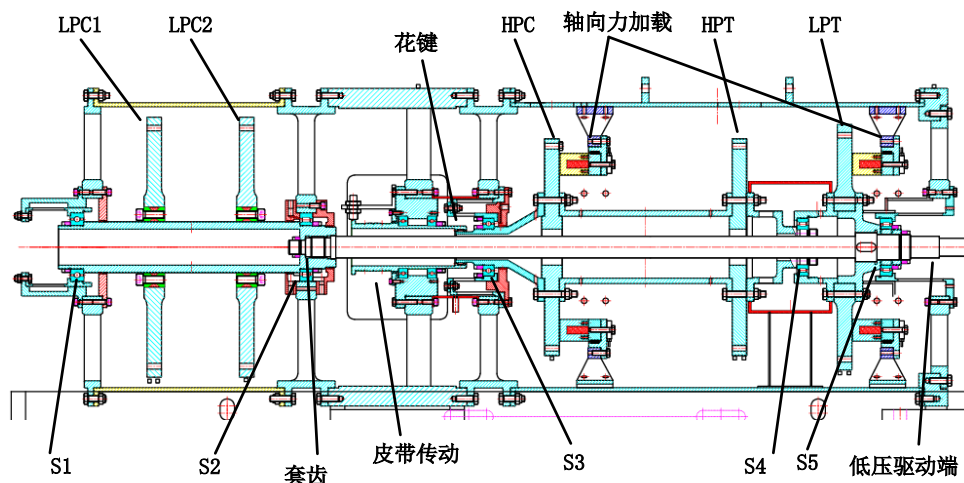 LPC1
LPC2
花键
HPC
轴向力加载
HPT
LPT
S1
S2
套齿
皮带传动
S3
S4
S5
低压驱动端